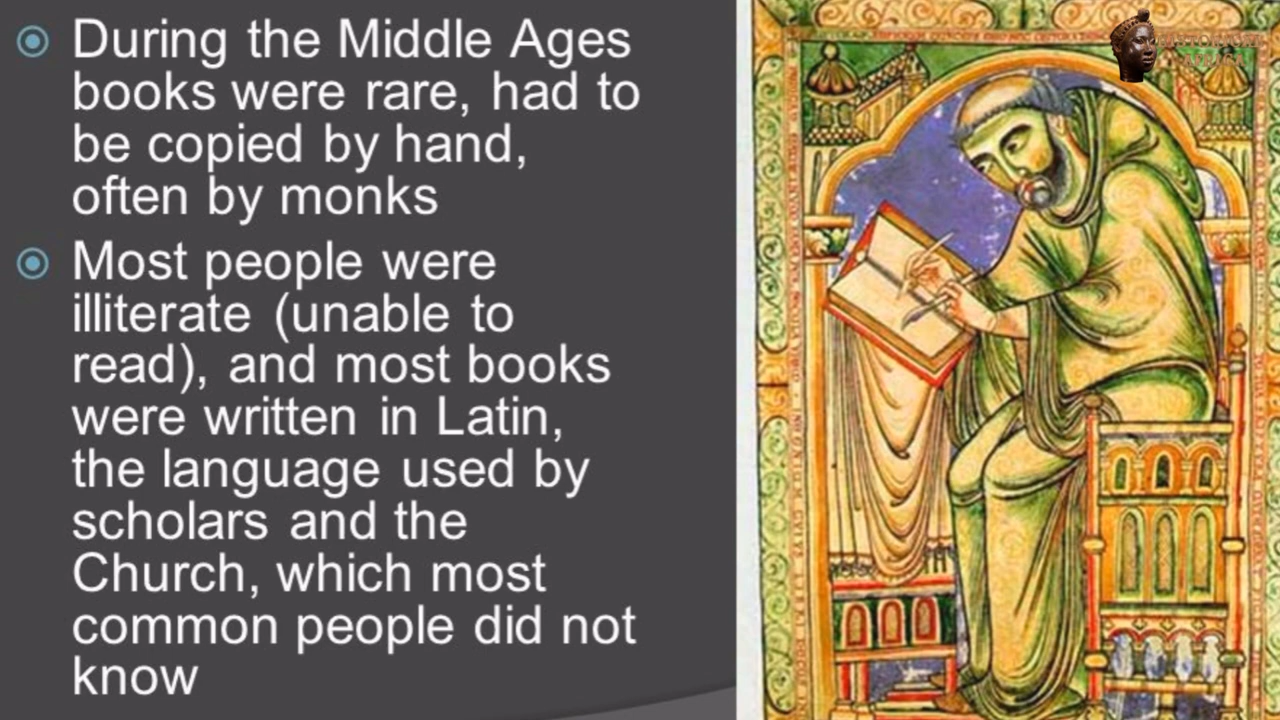 During the Middle Ages
books were rare, had to
be copied by hand,
often by monks
Most people were
illiterate (unable to
read), and most books
were written in Latin,
the language used by
scholars and the
Church, which most
common people did not
know
HISTORICAL
AFRICA